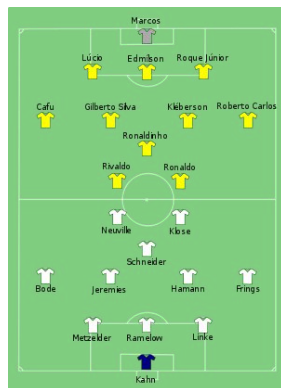 Marcos
Lúcio Edmílson Roque Júnior
Cafu Gilberto Silva Kléberson Roberto Carlos
Ronaldinho
Rivaldo Ronaldo
Neuville Klose
Schneider
Bode Jeremies Hamann Frings
Metzelder Ramelow Linke
Kahn